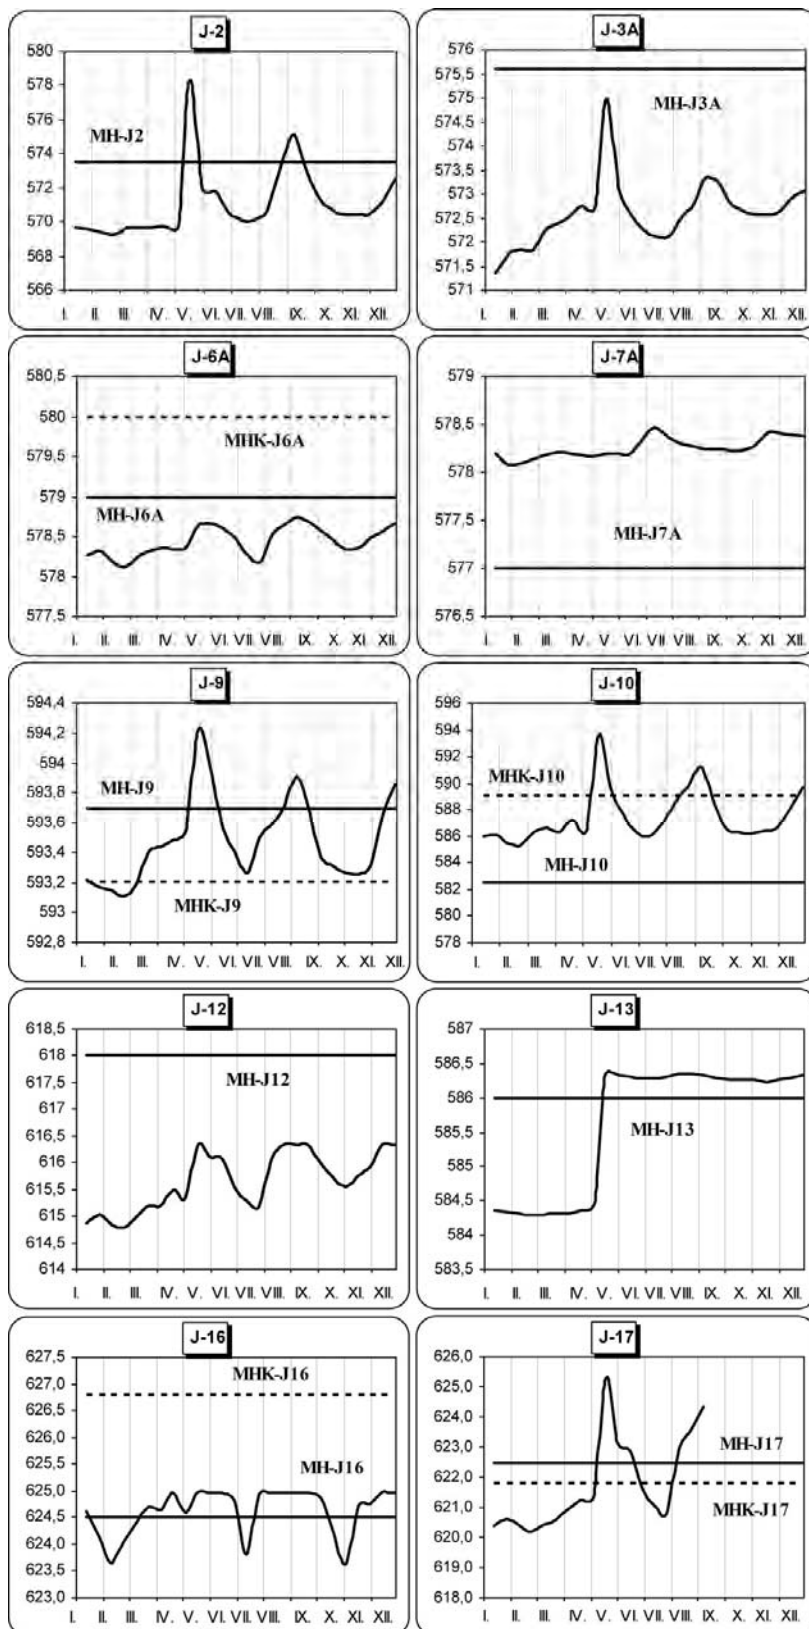 J-2
580
578
576
574
572
570
568
566
MH-J2
I. II. III. IV. V. VI. VII. VIII. IX. X. XI. XII.
J-3A
576
575,5
575
574,5
574
573,5
573
572,5
572
571,5
571
MH-J3A
I. II. III. IV. V. VI. VII. VIII. IX. X. XI. XII.
J-6A
580,5
580
579,5
579
578,5
578
577,5
MHK-J6A
MH-J6A
I. II. III. IV. V. VI. VII. VIII. IX. X. XI. XII.
J-7A
579
578,5
578
577,5
577
576,5
MH-J7A
I. II. III. IV. V. VI. VII. VIII. IX. X. XI. XII.
J-9
594,4
594,2
594
593,8
593,6
593,4
593,2
593
592,8
MH-J9
MHK-J9
I. II. III. IV. V. VI. VII. VIII. IX. X. XI. XII.
J-10
596
594
592
590
588
586
584
582
580
578
MHK-J10
MH-J10
I. II. III. IV. V. VI. VII. VIII. IX. X. XI. XII.
J-12
618,5
618
617,5
617
616,5
616
615,5
615
614,5
614
MH-J12
I. II. III. IV. V. VI. VII. VIII. IX. X. XI. XII.
J-13
587
586,5
586
585,5
585
584,5
584
583,5
MH-J13
I. II. III. IV. V. VI. VII. VIII. IX. X. XI. XII.
J-16
627,5
627,0
626,5
626,0
625,5
625,0
624,5
624,0
623,5
623,0
MHK-J16
MH-J16
I. II. III. IV. V. VI. VII. VIII. IX. X. XI. XII.
J-17
626,0
625,0
624,0
623,0
622,0
621,0
620,0
619,0
618,0
MH-J17
MHK-J17
I. II. III. IV. V. VI. VII. VIII. IX. X. XI. XII.